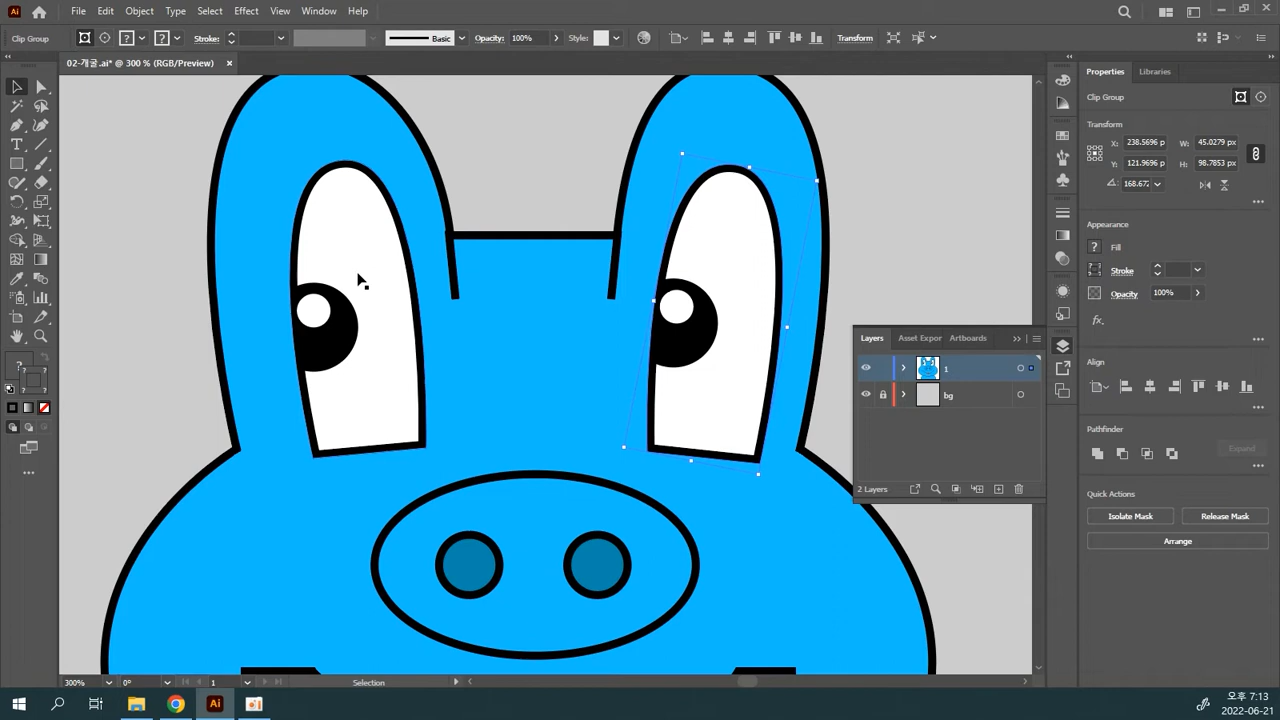 Ai File Edit Object Type Select Effect View Window Help
Clip Group ? ? Stroke: Basic Opacity: 100% Style: Transform
02-개굴.ai* @ 300 % (RGB/Preview) ×
Properties Libraries
Clip Group
Transform
X: 238.5696 p W: 45.0279 p
Y: 121.9696 p H: 98.7853 p
168.672
Appearance
? Fill
Stroke
Opacity 100%
fx.
Layers Asset Expor Artboards
1
bg
2 Layers
Align
Pathfinder
Expand
Quick Actions
Isolate Mask Release Mask
Arrange
300% 0° 1 Selection
Ai 오후 7:13
2022-06-21